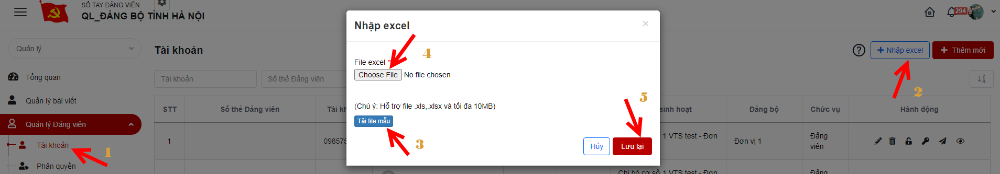 SỔ TAY ĐẢNG VIÊN
QL_ĐẢNG BỘ TỈNH HÀ NỘI
294
Quản lý
Tổng quan
Quản lý bài viết
Quản lý Đảng viên
Tài khoản
1
Phân quyền
Tài khoản
Nhập excel
Thêm mới
2
Tài khoản
Số thẻ Đảng viên
STT
Số thẻ Đảng viên
Tài kh
sinh hoạt
Đảng bộ
Chức vụ
Hành động
1
098575
1 VTS test - Đơn
Đơn vị 1
Đảng viên
Chi bộ cơ sở 1 VTS test - Đơn
Đảng
Nhập excel
×
4
File excel *
Choose File No file chosen
5
(Chú ý: Hỗ trợ file .xls,.xlsx và tối đa 10MB)
Tải file mẫu
3
Hủy
Lưu lại